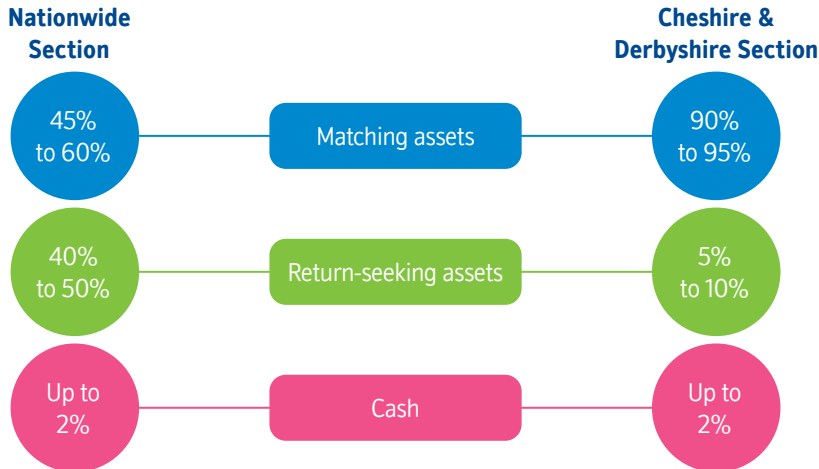 Nationwide
Section
Cheshire &
Derbyshire Section
45%
to 60%
Matching assets
90%
to 95%
40%
to 50%
Return-seeking assets
5%
to 10%
Up to
2%
Cash
Up to
2%